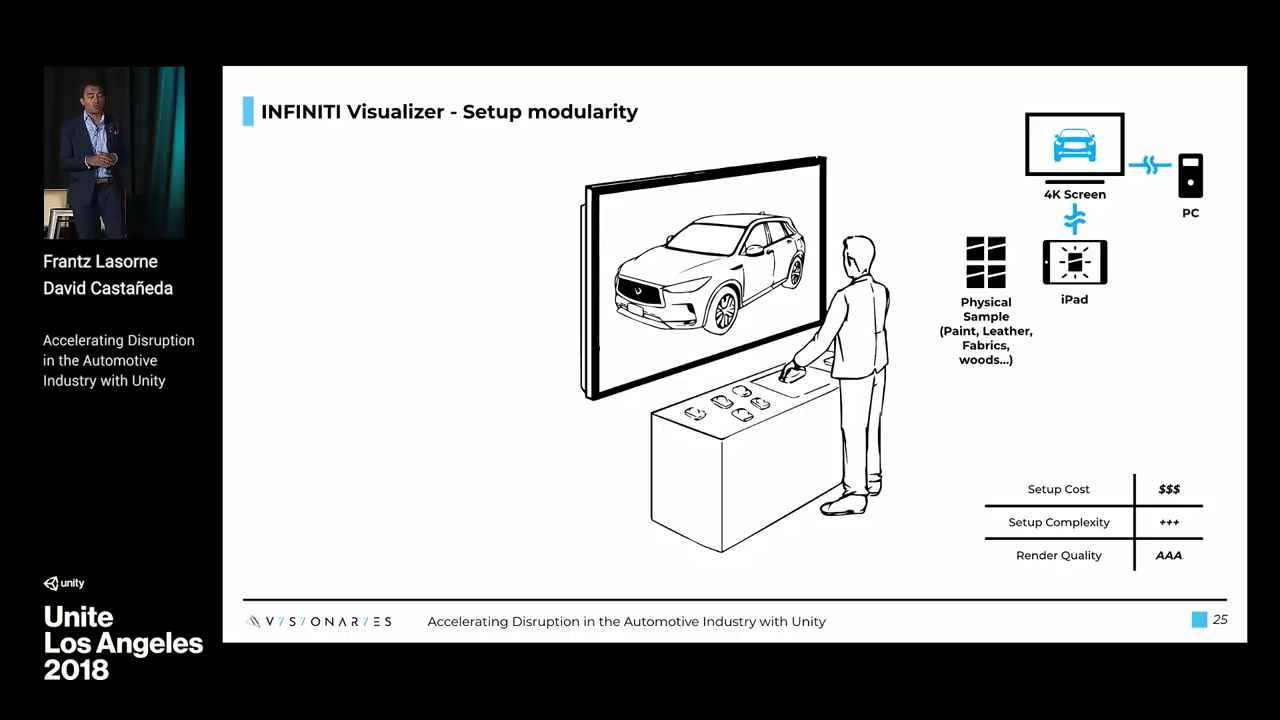 Frantz Lasorne
David Castañeda
Accelerating Disruption
in the Automotive
Industry with Unity
unity
Unite
Los Angeles
2018
INFINITI Visualizer - Setup modularity
4K Screen
PC
iPad
Physical
Sample
(Paint, Leather,
Fabrics,
woods...)
Setup Cost $$$
Setup Complexity +++
Render Quality AAA
VISIONARIES
Accelerating Disruption in the Automotive Industry with Unity
25